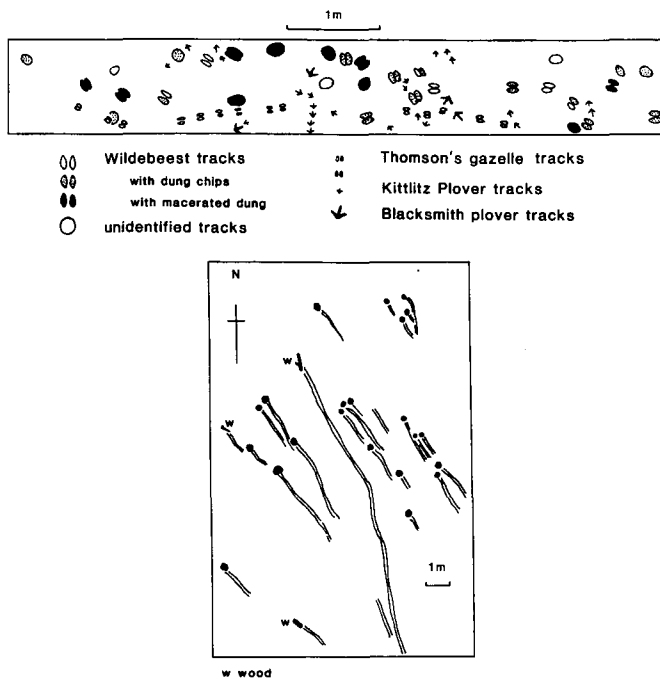 1m
Wildebeest tracks
with dung chips
with macerated dung
unidentified tracks
Thomson's gazelle tracks
Kittlitz Plover tracks
Blacksmith plover tracks
N
w
w
1m
w
w wood